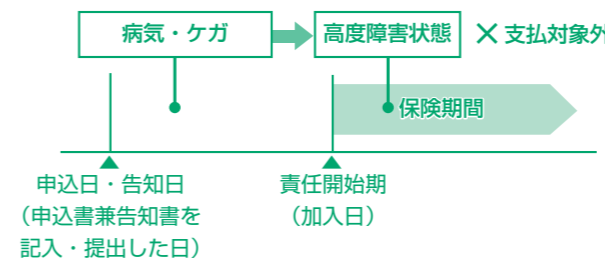 病気・ケガ
高度障害状態
×支払対象外
保険期間
申込日・告知日
（申込書兼告知書を
記入・提出した日）
責任開始期
（加入日）